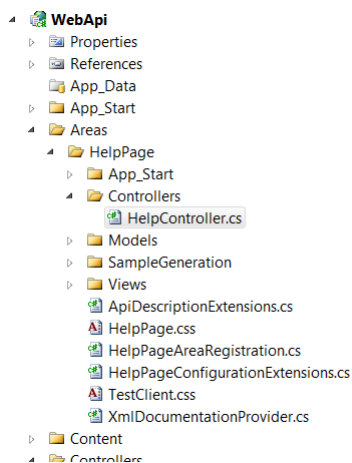 WebApi
Properties
References
App_Data
App_Start
Areas
HelpPage
App_Start
Controllers
HelpController.cs
Models
SampleGeneration
Views
ApiDescriptionExtensions.cs
HelpPage.css
HelpPageAreaRegistration.cs
HelpPageConfigurationExtensions.cs
TestClient.css
XmlDocumentationProvider.cs
Content
Controllers